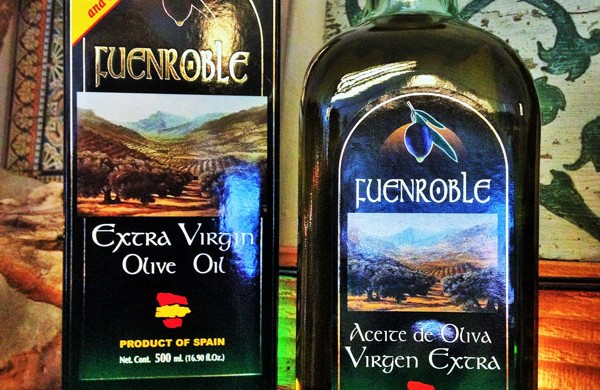 and
FUENROBLE
Extra Virgin
Olive Oil
PRODUCT OF SPAIN
Net. Cont. 500 ml. (16.90 fl.Oz.)
FUENROBLE
Aceite de Oliva
Virgen Extra